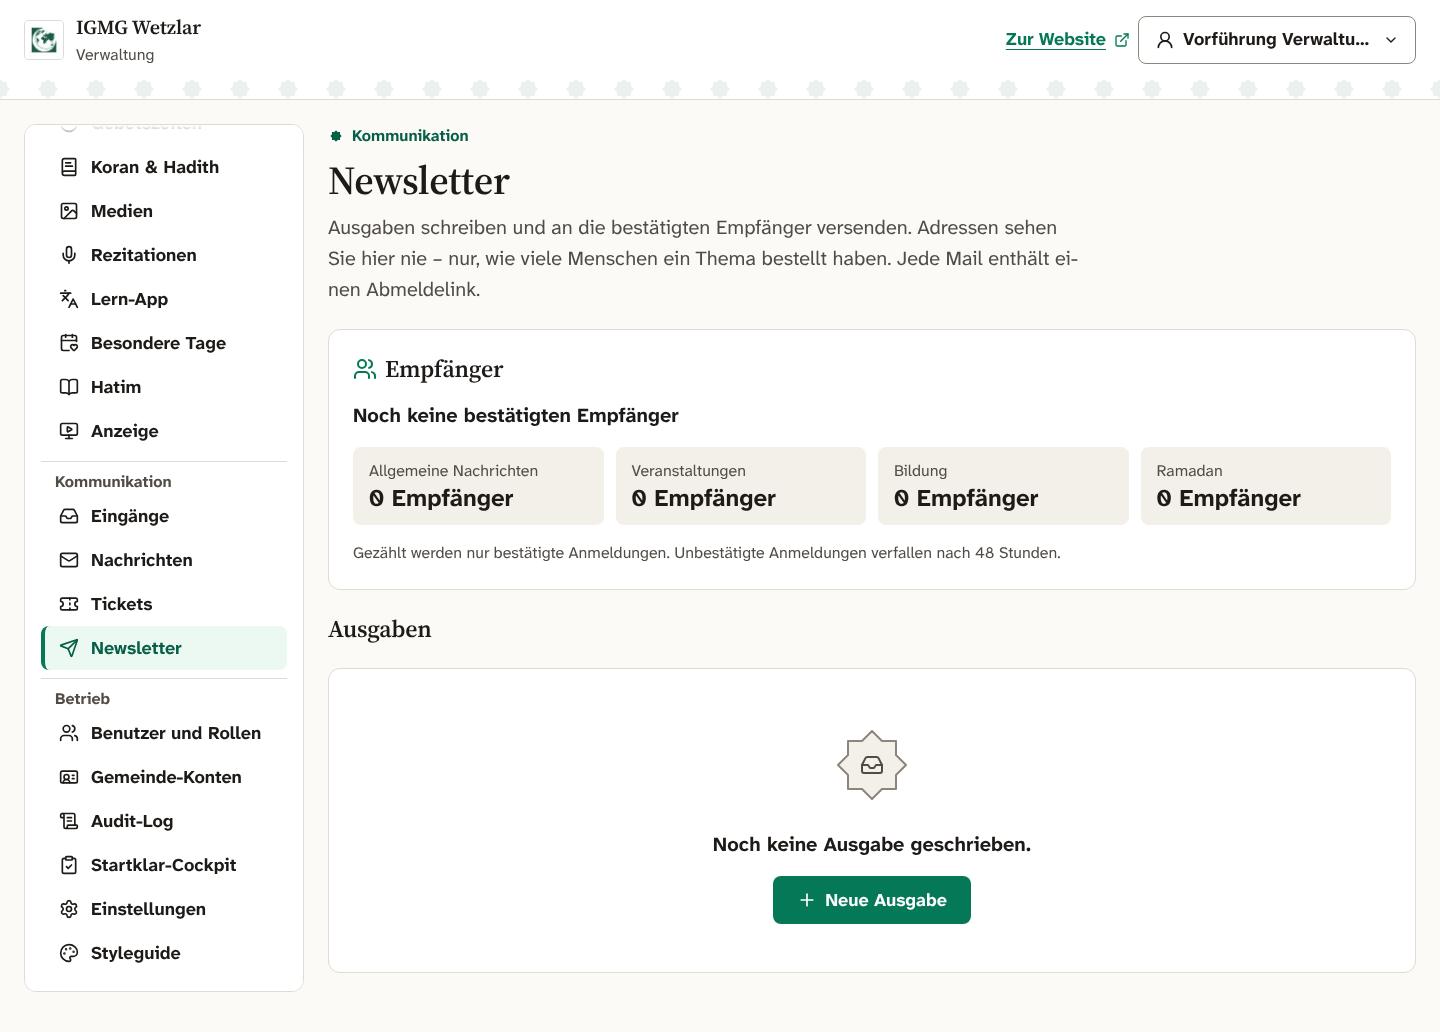 IGMG Wetzlar
Verwaltung
Zur Website
Vorführung Verwaltu...
Gebetszeiten
Koran & Hadith
Medien
Rezitationen
Lern-App
Besondere Tage
Hatim
Anzeige
Kommunikation
Eingänge
Nachrichten
Tickets
Newsletter
Betrieb
Benutzer und Rollen
Gemeinde-Konten
Audit-Log
Startklar-Cockpit
Einstellungen
Styleguide
Kommunikation
Newsletter
Ausgaben schreiben und an die bestätigten Empfänger versenden. Adressen sehen
Sie hier nie – nur, wie viele Menschen ein Thema bestellt haben. Jede Mail enthält ei-
nen Abmeldelink.
Empfänger
Noch keine bestätigten Empfänger
Allgemeine Nachrichten
0 Empfänger
Veranstaltungen
0 Empfänger
Bildung
0 Empfänger
Ramadan
0 Empfänger
Gezählt werden nur bestätigte Anmeldungen. Unbestätigte Anmeldungen verfallen nach 48 Stunden.
Ausgaben
Noch keine Ausgabe geschrieben.
Neue Ausgabe